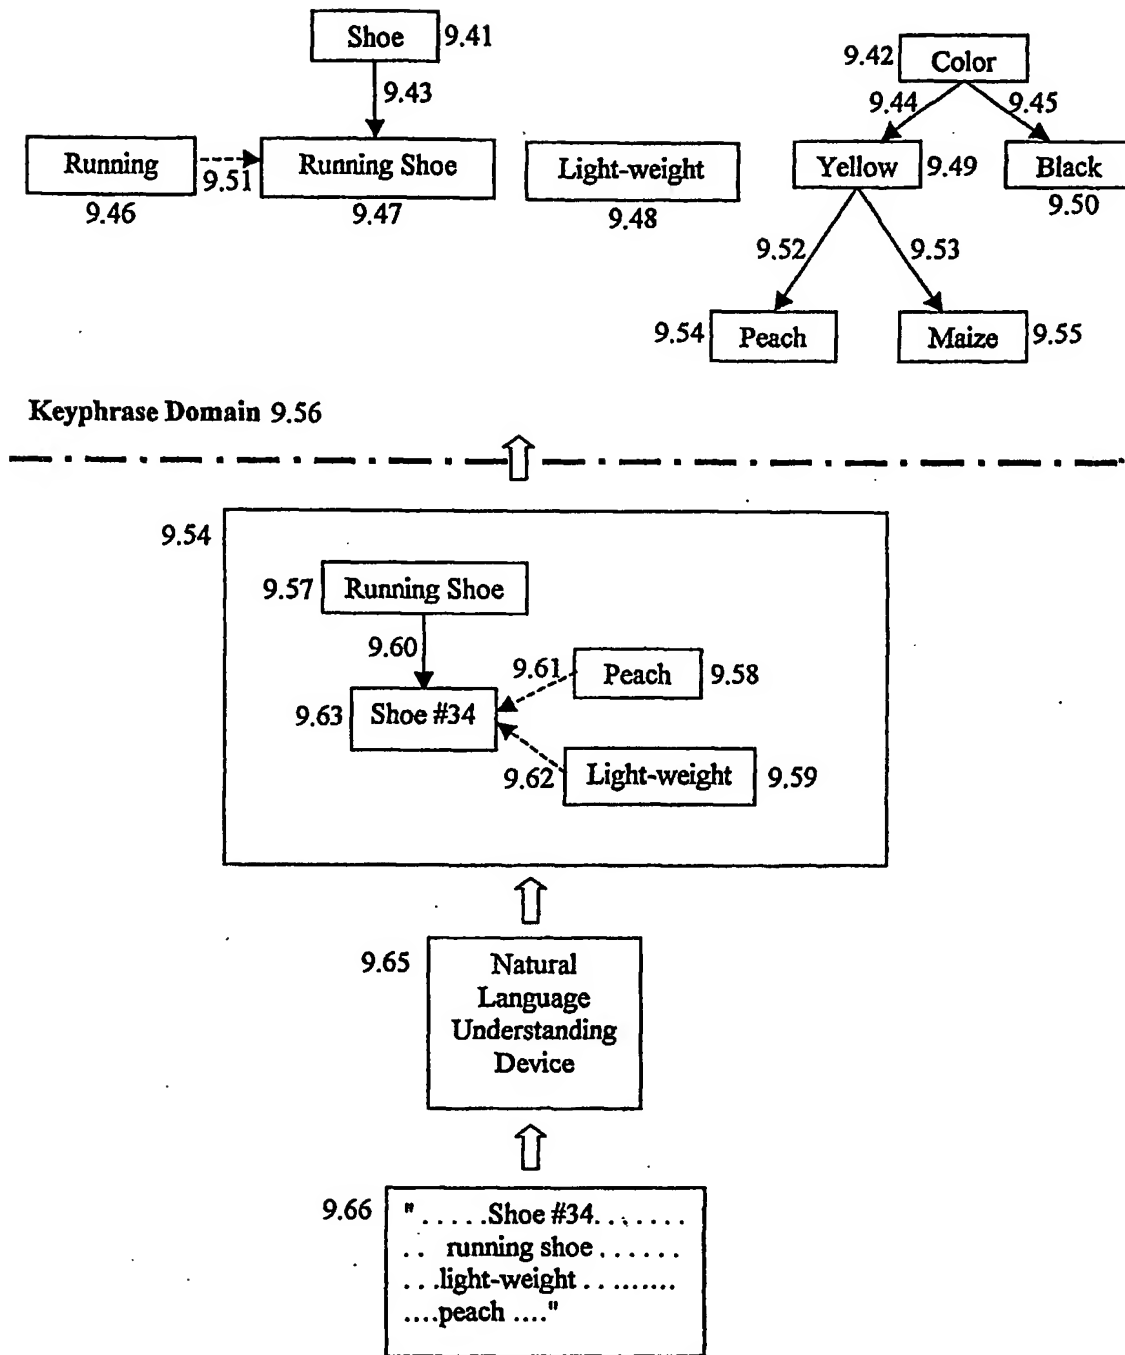 Shoe 9.41
9.42 Color
9.43
9.44 9.45
Running
Running Shoe
Light-weight
Yellow 9.49
Black
9.51
9.46
9.47
9.48
9.50
9.52 9.53
9.54 Peach
Maize 9.55
Keyphrase Domain 9.56
9.54
9.57 Running Shoe
9.60
9.61 Peach 9.58
9.63 Shoe #34
9.62 Light-weight 9.59
9.65
Natural
Language
Understanding
Device
9.66
" . . . . . Shoe #34. . . . . . .
. . running shoe . . . . . .
. . .light-weight . . ........
....peach ...."